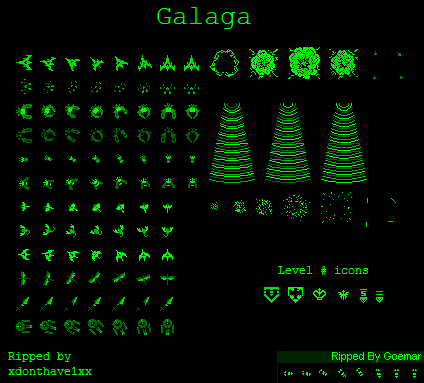 Galaga
Level # icons
Ripped by
xdonthave1xx
Ripped By Goemar